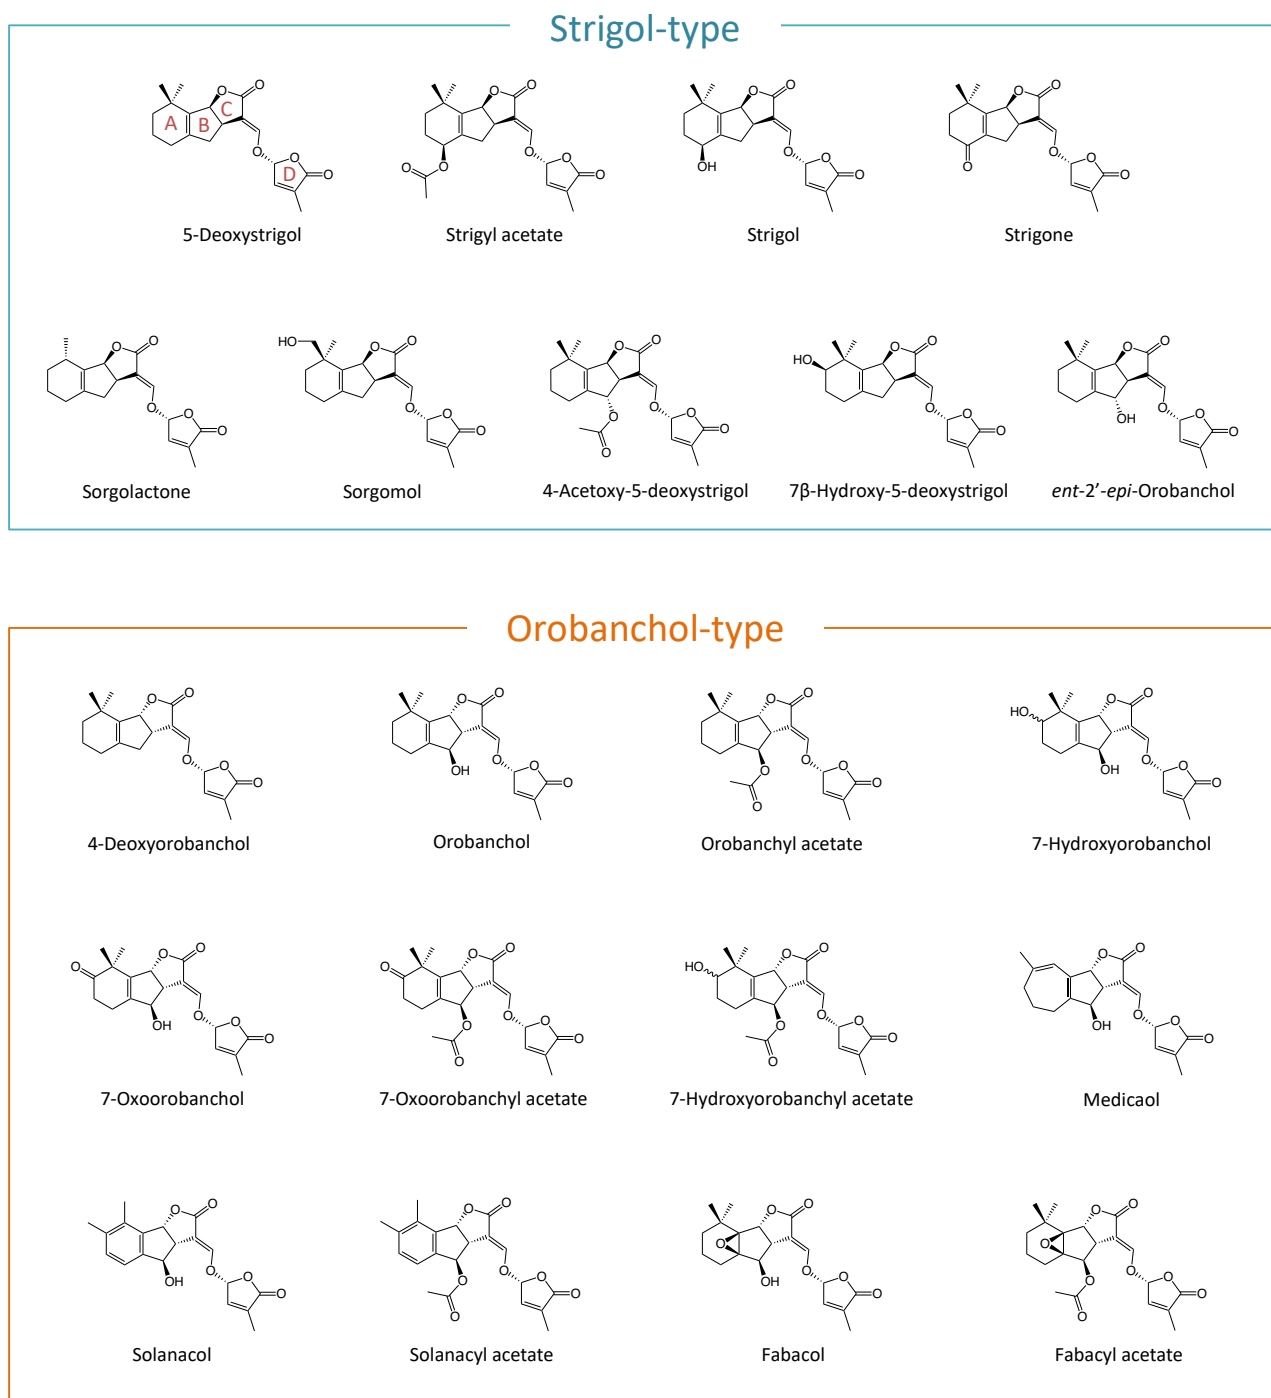 Strigol-type
A B C D
5-Deoxystrigol
Strigyl acetate
Strigol
Strigone
Sorgolactone
Sorgomol
4-Acetoxy-5-deoxystrigol
7β-Hydroxy-5-deoxystrigol
ent-2’-epi-Orobanchol
Orobanchol-type
4-Deoxyorobanchol
Orobanchol
Orobanchyl acetate
7-Hydroxyorobanchol
7-Oxoorobanchol
7-Oxoorobanchyl acetate
7-Hydroxyorobanchyl acetate
Medicaol
Solanacol
Solanacyl acetate
Fabacol
Fabacyl acetate